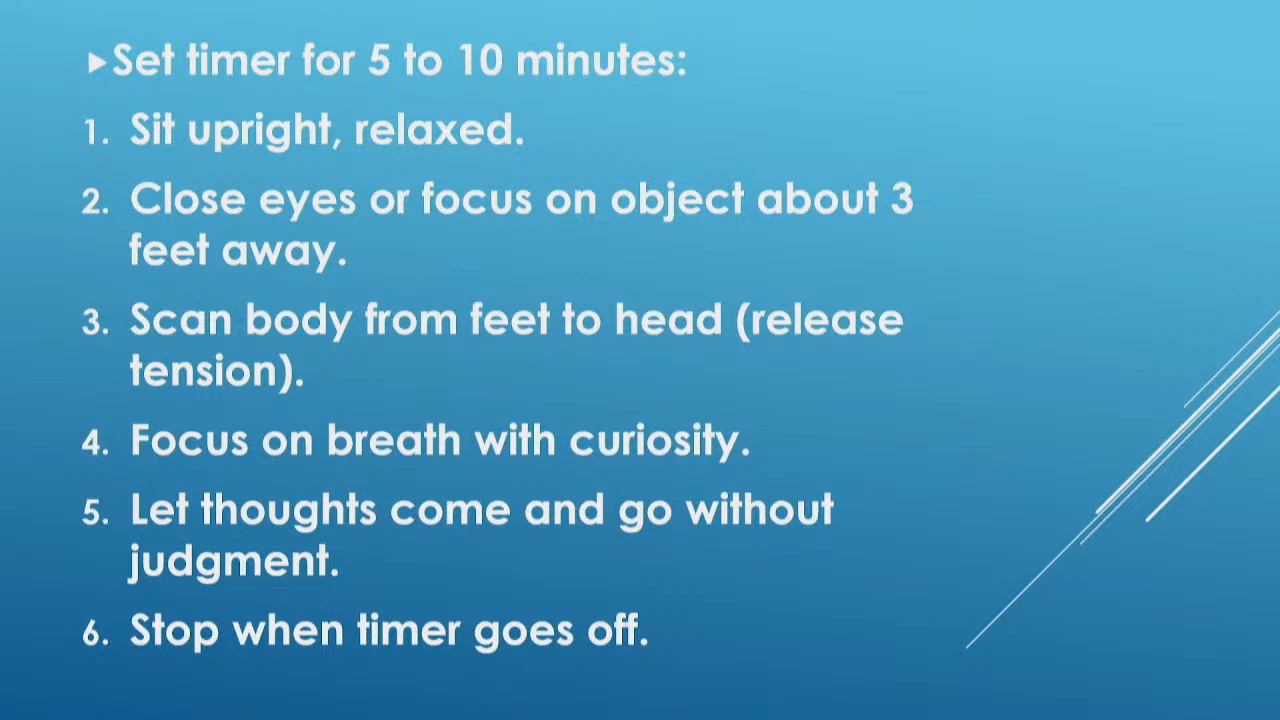 ▶Set timer for 5 to 10 minutes:
1. Sit upright, relaxed.
2. Close eyes or focus on object about 3
feet away.
3. Scan body from feet to head (release
tension).
4. Focus on breath with curiosity.
5. Let thoughts come and go without
judgment.
6. Stop when timer goes off.